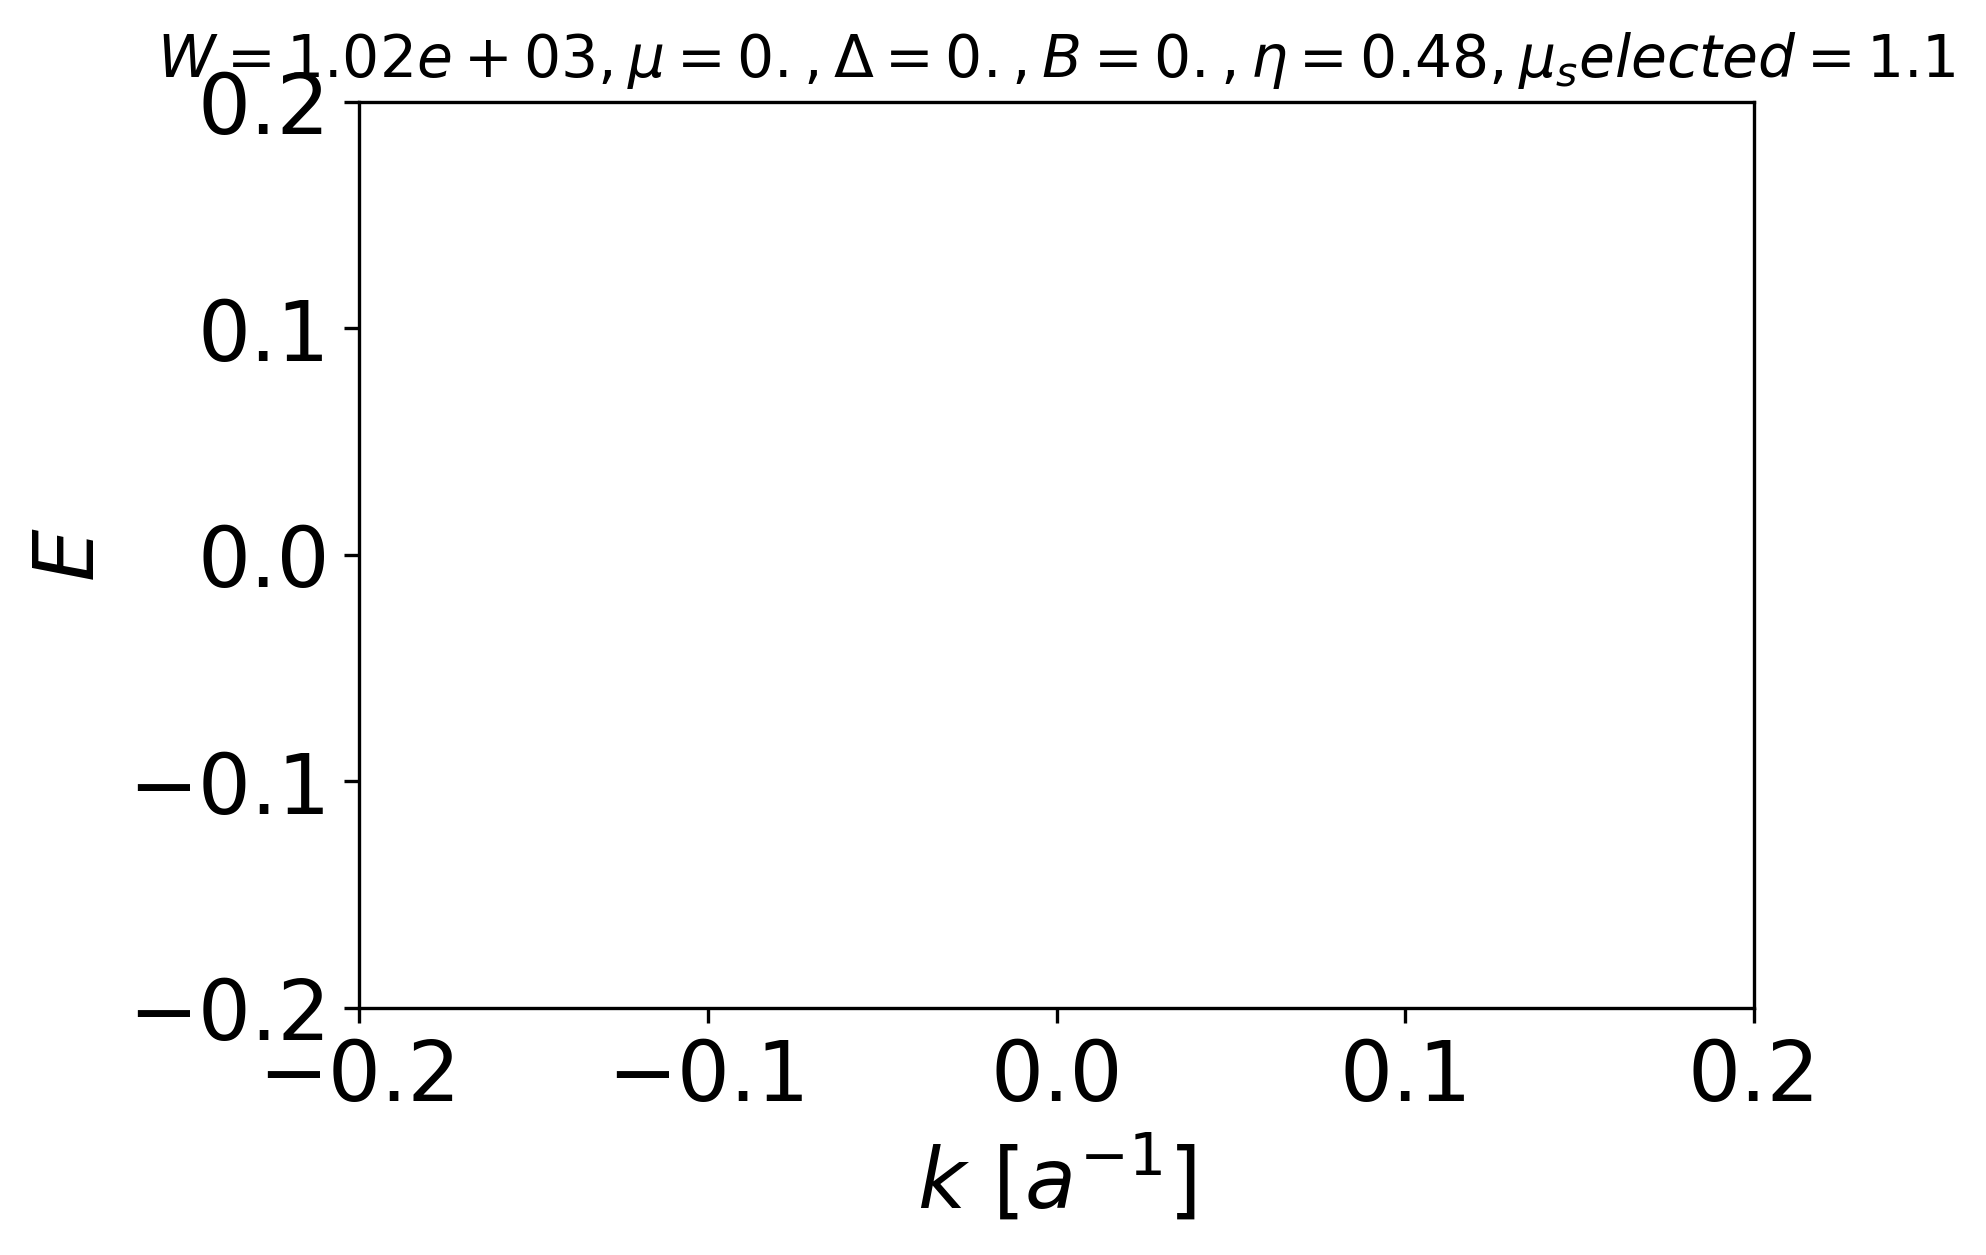 W = 1.02e + 03, μ = 0. , Δ = 0. , B = 0. , η = 0.48, μₛelected = 1.1
0.2
0.1
0.0
−0.1
−0.2
E
−0.2 −0.1 0.0 0.1 0.2
k [a⁻¹]